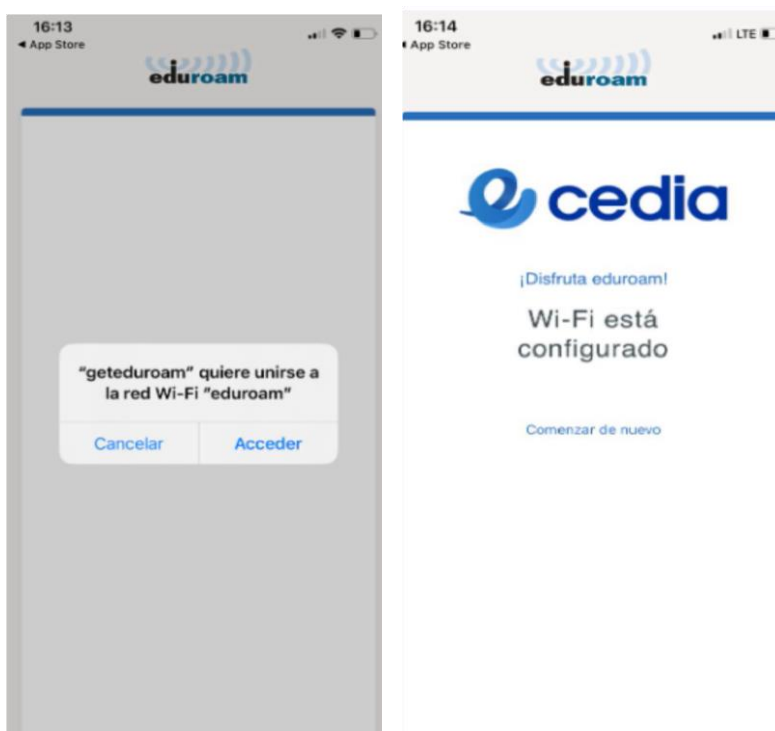 16:13
◀ App Store
eduroam
"geteduroam" quiere unirse a
la red Wi-Fi "eduroam"
Cancelar
Acceder
16:14
App Store
LTE
eduroam
cedia
¡Disfruta eduroam!
Wi-Fi está
configurado
Comenzar de nuevo